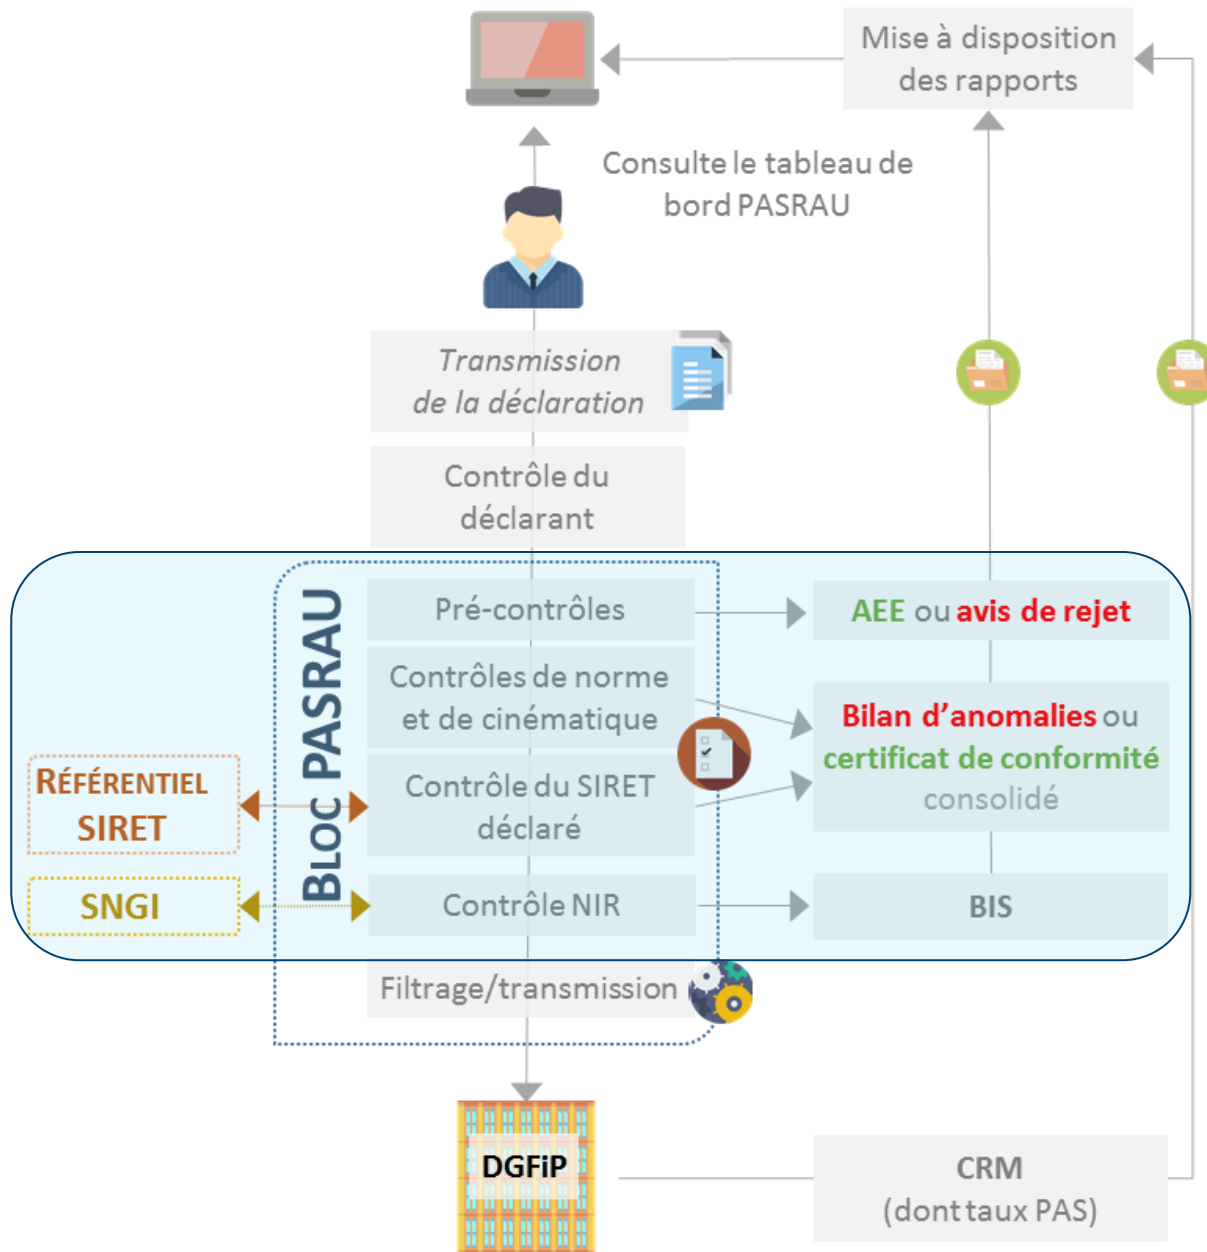 Mise à disposition
des rapports
Consulte le tableau de
bord PASRAU
Transmission
de la déclaration
Contrôle du
déclarant
BLOC PASRAU
Pré-contrôles
AEE ou avis de rejet
Contrôles de norme
et de cinématique
Bilan d’anomalies ou
certificat de conformité
consolidé
RÉFÉRENTIEL
SIRET
Contrôle du SIRET
déclaré
SNGI
Contrôle NIR
BIS
Filtrage/transmission
DGFiP
CRM
(dont taux PAS)